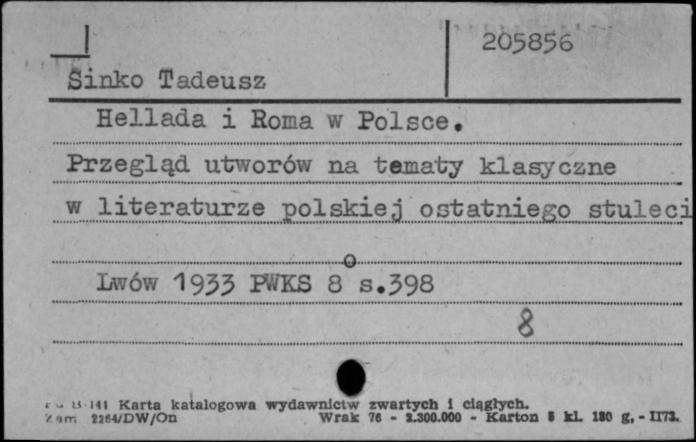 205856
Sinko Tadeusz
Hellada i Roma w Polsce.
Przegląd utworów na tematy klasyczne
w literaturze polskiej ostatniego stuleci
Lwów 1933 PWKS 8° s.398
8
141 Karta katalogowa wydawnictw zwartych i ciągłych.
Zam 2264/DW/On Wrak 76 - 2.300.000 - Karton kl. 180 g, - II73.